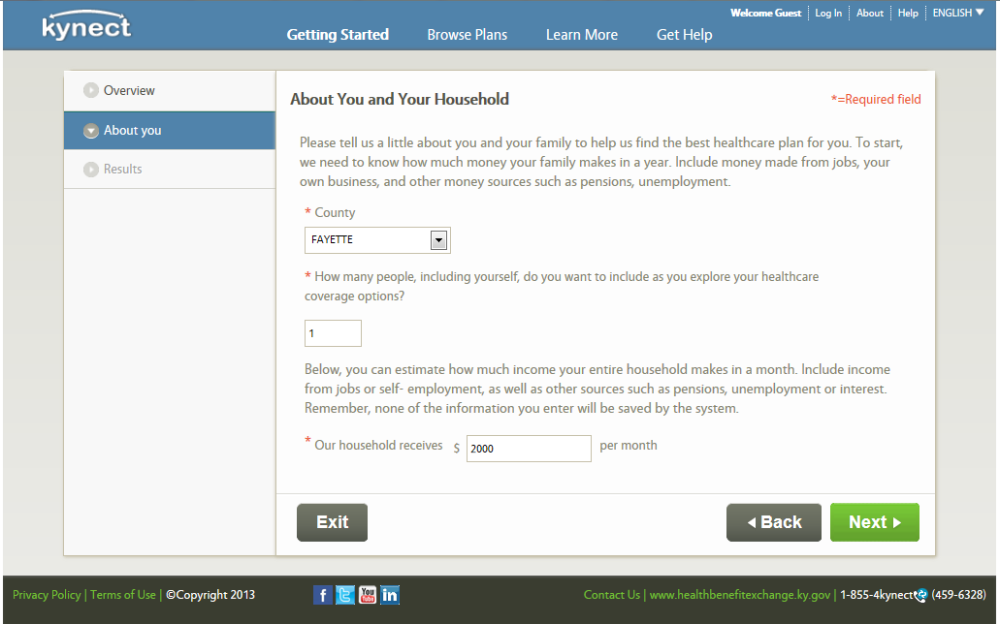 kynect
Welcome Guest Log In About Help ENGLISH
Getting Started Browse Plans Learn More Get Help
Overview
About you
Results
About You and Your Household
*=Required field
Please tell us a little about you and your family to help us find the best healthcare plan for you. To start,
we need to know how much money your family makes in a year. Include money made from jobs, your
own business, and other money sources such as pensions, unemployment.
* County
FAYETTE
* How many people, including yourself, do you want to include as you explore your healthcare
coverage options?
1
Below, you can estimate how much income your entire household makes in a month. Include income
from jobs or self- employment, as well as other sources such as pensions, unemployment or interest.
Remember, none of the information you enter will be saved by the system.
* Our household receives $ 2000 per month
Exit Back Next
Privacy Policy | Terms of Use | ©Copyright 2013 f t You Tube in Contact Us | www.healthbenefitexchange.ky.gov | 1-855-4kynect (459-6328)